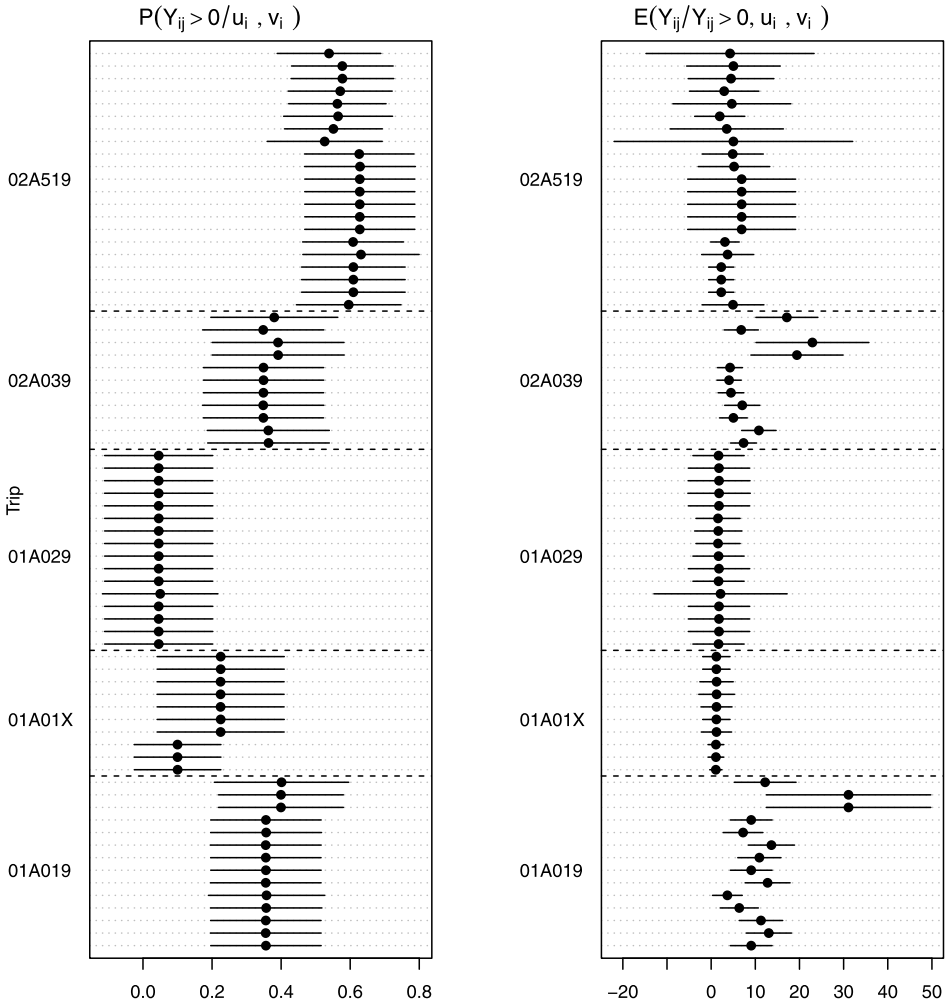 P(Y_ij > 0/u_i , v_i )
E(Y_ij/Y_ij > 0, u_i , v_i )
02A519
02A519
02A039
02A039
Trip
01A029
01A029
01A01X
01A01X
01A019
01A019
0.0 0.2 0.4 0.6 0.8
−20 0 10 20 30 40 50